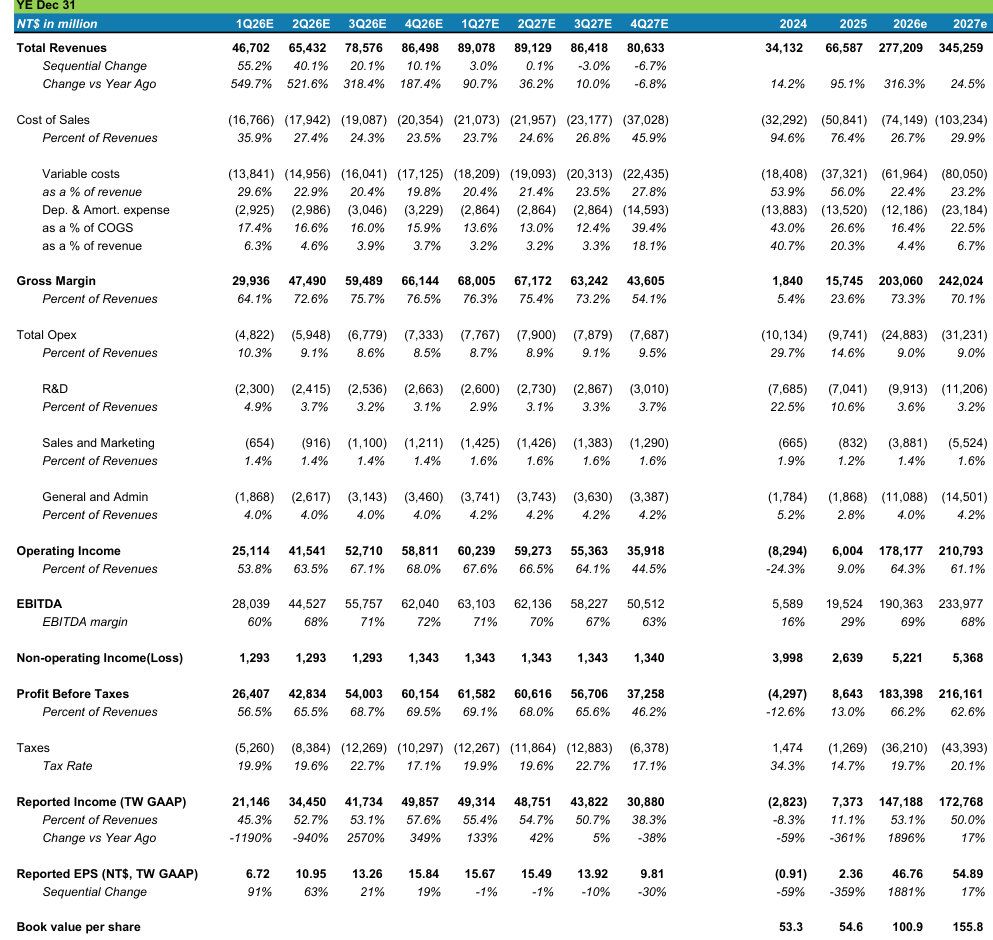 YE Dec 31
NT$ in million 1Q26E 2Q26E 3Q26E 4Q26E 1Q27E 2Q27E 3Q27E 4Q27E 2024 2025 2026e 2027e
Total Revenues 46,702 65,432 78,576 86,498 89,078 89,129 86,418 80,633 34,132 66,587 277,209 345,259
Sequential Change 55.2% 40.1% 20.1% 10.1% 3.0% 0.1% -3.0% -6.7%
Change vs Year Ago 549.7% 521.6% 318.4% 187.4% 90.7% 36.2% 10.0% -6.8% 14.2% 95.1% 316.3% 24.5%
Cost of Sales (16,766) (17,942) (19,087) (20,354) (21,073) (21,957) (23,177) (37,028) (32,292) (50,841) (74,149) (103,234)
Percent of Revenues 35.9% 27.4% 24.3% 23.5% 23.7% 24.6% 26.8% 45.9% 94.6% 76.4% 26.7% 29.9%
Variable costs (13,841) (14,956) (16,041) (17,125) (18,209) (19,093) (20,313) (22,435) (18,408) (37,321) (61,964) (80,050)
as a % of revenue 29.6% 22.9% 20.4% 19.8% 20.4% 21.4% 23.5% 27.8% 53.9% 56.0% 22.4% 23.2%
Dep. & Amort. expense (2,925) (2,986) (3,046) (3,229) (2,864) (2,864) (2,864) (14,593) (13,883) (13,520) (12,186) (23,184)
as a % of COGS 17.4% 16.6% 16.0% 15.9% 13.6% 13.0% 12.4% 39.4% 43.0% 26.6% 16.4% 22.5%
as a % of revenue 6.3% 4.6% 3.9% 3.7% 3.2% 3.2% 3.3% 18.1% 40.7% 20.3% 4.4% 6.7%
Gross Margin 29,936 47,490 59,489 66,144 68,005 67,172 63,242 43,605 1,840 15,745 203,060 242,024
Percent of Revenues 64.1% 72.6% 75.7% 76.5% 76.3% 75.4% 73.2% 54.1% 5.4% 23.6% 73.3% 70.1%
Total Opex (4,822) (5,948) (6,779) (7,333) (7,767) (7,900) (7,879) (7,687) (10,134) (9,741) (24,883) (31,231)
Percent of Revenues 10.3% 9.1% 8.6% 8.5% 8.7% 8.9% 9.1% 9.5% 29.7% 14.6% 9.0% 9.0%
R&D (2,300) (2,415) (2,536) (2,663) (2,600) (2,730) (2,867) (3,010) (7,685) (7,041) (9,913) (11,206)
Percent of Revenues 4.9% 3.7% 3.2% 3.1% 2.9% 3.1% 3.3% 3.7% 22.5% 10.6% 3.6% 3.2%
Sales and Marketing (654) (916) (1,100) (1,211) (1,425) (1,426) (1,383) (1,290) (665) (832) (3,881) (5,524)
Percent of Revenues 1.4% 1.4% 1.4% 1.4% 1.6% 1.6% 1.6% 1.6% 1.9% 1.2% 1.4% 1.6%
General and Admin (1,868) (2,617) (3,143) (3,460) (3,741) (3,743) (3,630) (3,387) (1,784) (1,868) (11,088) (14,501)
Percent of Revenues 4.0% 4.0% 4.0% 4.0% 4.2% 4.2% 4.2% 4.2% 5.2% 2.8% 4.0% 4.2%
Operating Income 25,114 41,541 52,710 58,811 60,239 59,273 55,363 35,918 (8,294) 6,004 178,177 210,793
Percent of Revenues 53.8% 63.5% 67.1% 68.0% 67.6% 66.5% 64.1% 44.5% -24.3% 9.0% 64.3% 61.1%
EBITDA 28,039 44,527 55,757 62,040 63,103 62,136 58,227 50,512 5,589 19,524 190,363 233,977
EBITDA margin 60% 68% 71% 72% 71% 70% 67% 63% 16% 29% 69% 68%
Non-operating Income(Loss) 1,293 1,293 1,293 1,343 1,343 1,343 1,343 1,340 3,998 2,639 5,221 5,368
Profit Before Taxes 26,407 42,834 54,003 60,154 61,582 60,616 56,706 37,258 (4,297) 8,643 183,398 216,161
Percent of Revenues 56.5% 65.5% 68.7% 69.5% 69.1% 68.0% 65.6% 46.2% -12.6% 13.0% 66.2% 62.6%
Taxes (5,260) (8,384) (12,269) (10,297) (12,267) (11,864) (12,883) (6,378) 1,474 (1,269) (36,210) (43,393)
Tax Rate 19.9% 19.6% 22.7% 17.1% 19.9% 19.6% 22.7% 17.1% 34.3% 14.7% 19.7% 20.1%
Reported Income (TW GAAP) 21,146 34,450 41,734 49,857 49,314 48,751 43,822 30,880 (2,823) 7,373 147,188 172,768
Percent of Revenues 45.3% 52.7% 53.1% 57.6% 55.4% 54.7% 50.7% 38.3% -8.3% 11.1% 53.1% 50.0%
Change vs Year Ago -1190% -940% 2570% 349% 133% 42% 5% -38% -59% -361% 1896% 17%
Reported EPS (NT$, TW GAAP) 6.72 10.95 13.26 15.84 15.67 15.49 13.92 9.81 (0.91) 2.36 46.76 54.89
Sequential Change 91% 63% 21% 19% -1% -1% -10% -30% -59% -359% 1881% 17%
Book value per share 53.3 54.6 100.9 155.8